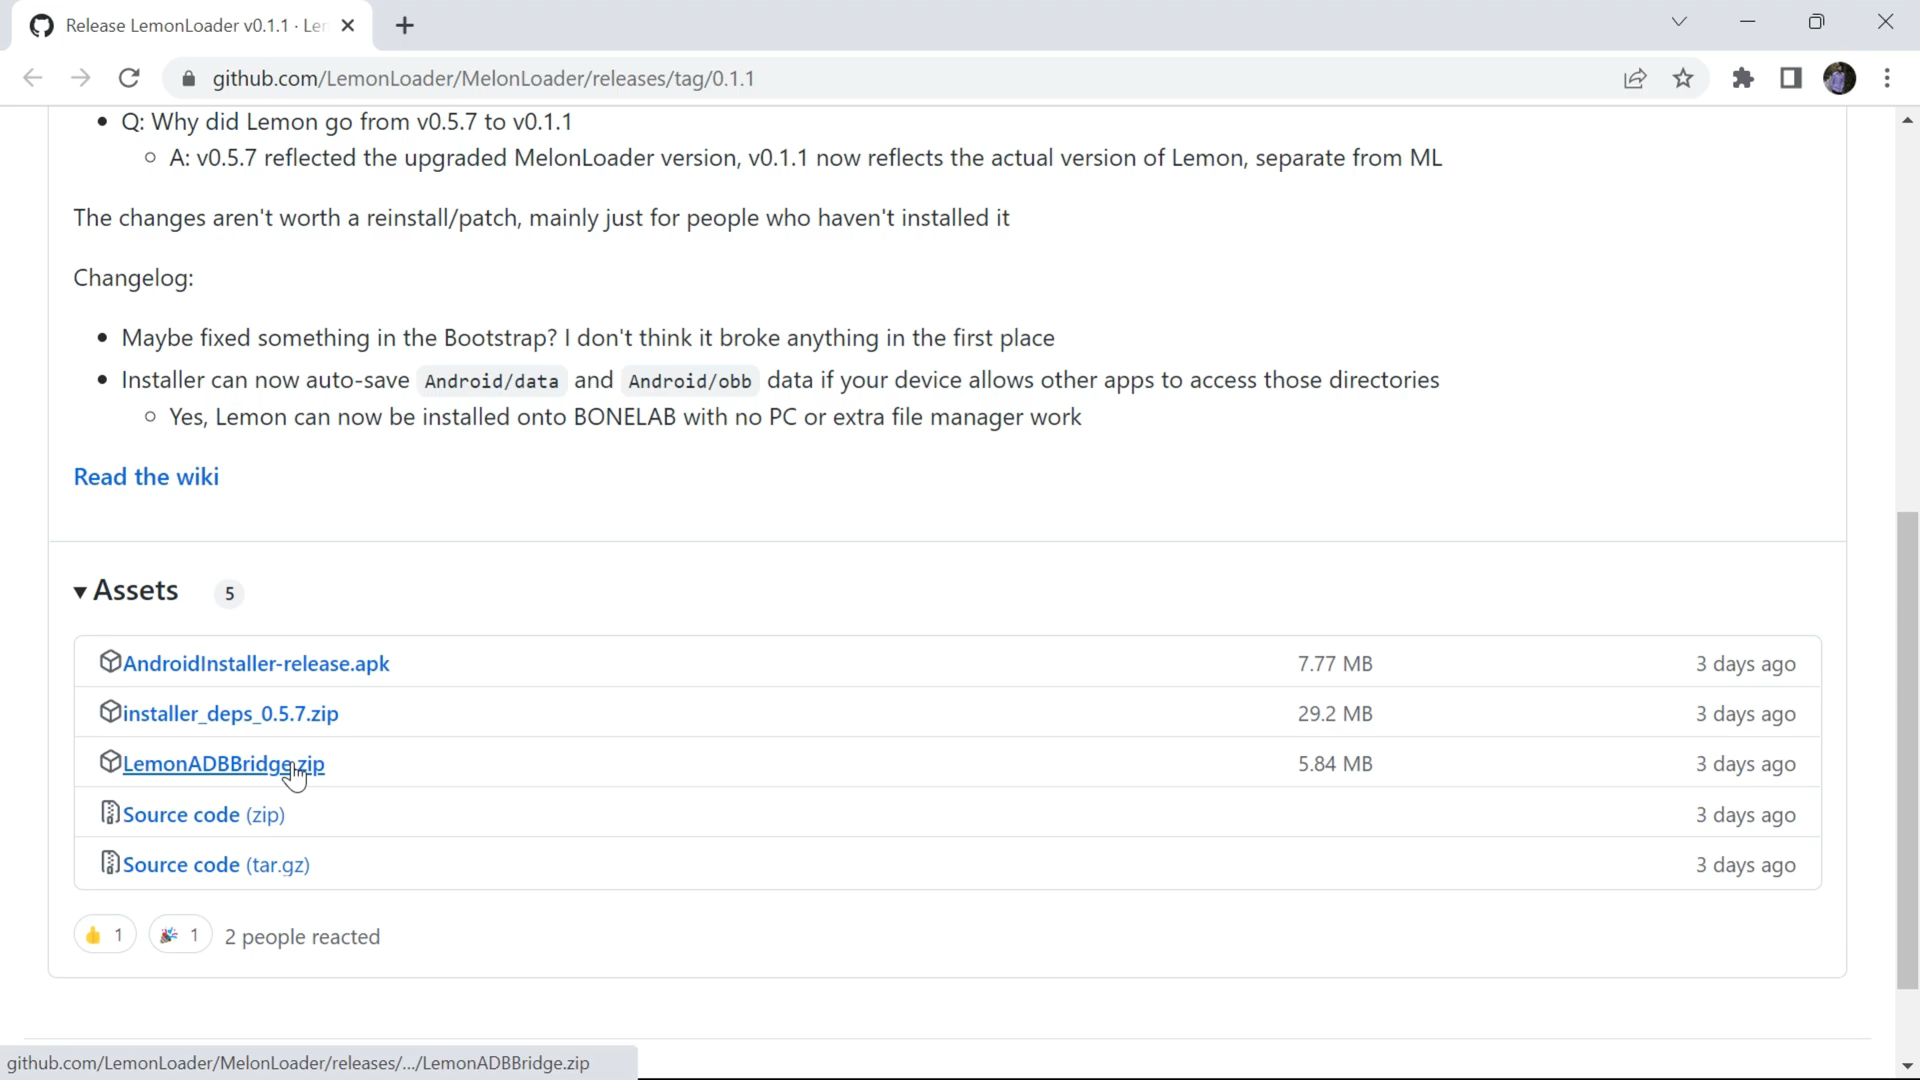 Release LemonLoader v0.1.1 · Ler
github.com/LemonLoader/MelonLoader/releases/tag/0.1.1
Q: Why did Lemon go from v0.5.7 to v0.1.1
A: v0.5.7 reflected the upgraded MelonLoader version, v0.1.1 now reflects the actual version of Lemon, separate from ML
The changes aren't worth a reinstall/patch, mainly just for people who haven't installed it
Changelog:
Maybe fixed something in the Bootstrap? I don't think it broke anything in the first place
Installer can now auto-save Android/data and Android/obb data if your device allows other apps to access those directories
Yes, Lemon can now be installed onto BONELAB with no PC or extra file manager work
Read the wiki
Assets 5
AndroidInstaller-release.apk 7.77 MB 3 days ago
installer_deps_0.5.7.zip 29.2 MB 3 days ago
LemonADBBridge.zip 5.84 MB 3 days ago
Source code (zip) 3 days ago
Source code (tar.gz) 3 days ago
👍 1 🎉 1 2 people reacted
github.com/LemonLoader/MelonLoader/releases/.../LemonADBBridge.zip